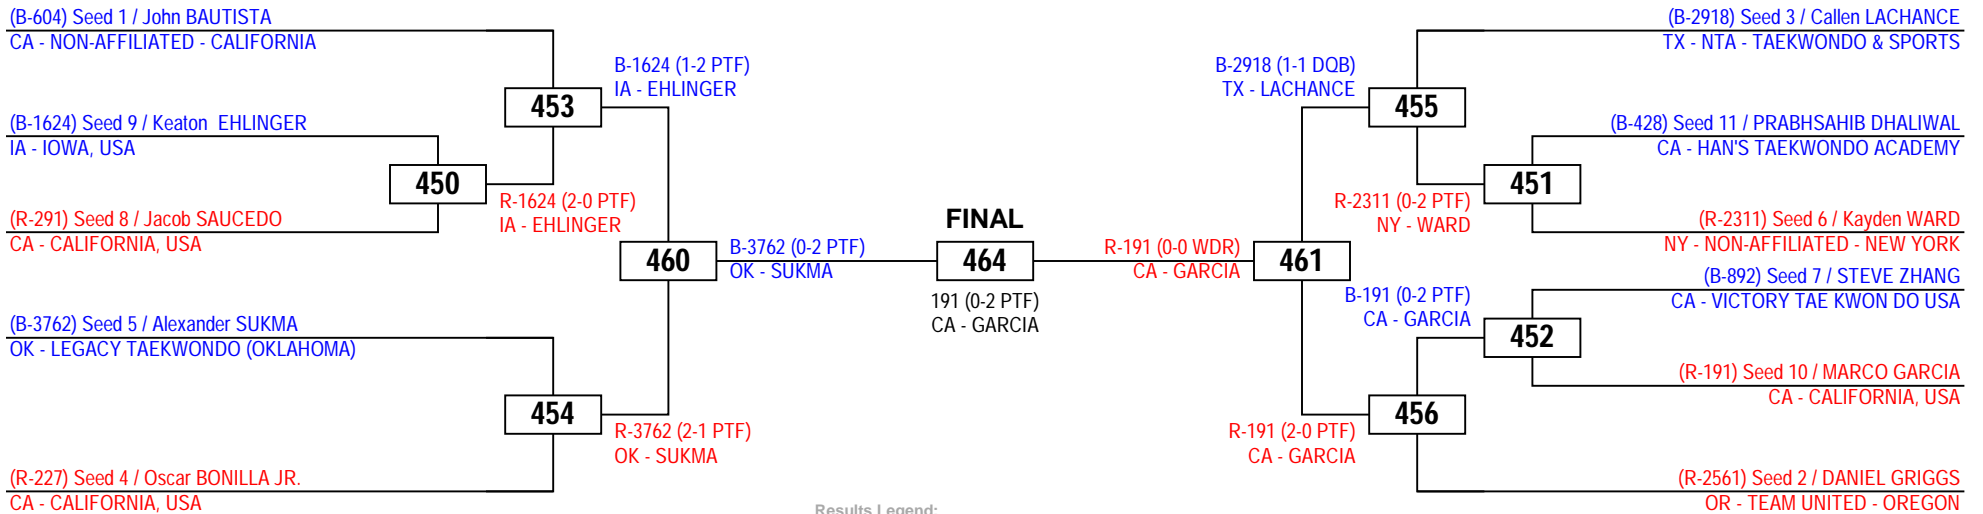 (B-604) Seed 1 / John BAUTISTA
CA - NON-AFFILIATED - CALIFORNIA
B-1624 (1-2 PTF)
IA - EHLINGER
453
(B-1624) Seed 9 / Keaton  EHLINGER
IA - IOWA, USA
450
R-1624 (2-0 PTF)
IA - EHLINGER
(R-291) Seed 8 / Jacob SAUCEDO
CA - CALIFORNIA, USA
460
B-3762 (0-2 PTF)
OK - SUKMA
(B-3762) Seed 5 / Alexander SUKMA
OK - LEGACY TAEKWONDO (OKLAHOMA)
454
R-3762 (2-1 PTF)
OK - SUKMA
(R-227) Seed 4 / Oscar BONILLA JR.
CA - CALIFORNIA, USA
FINAL
464
191 (0-2 PTF)
CA - GARCIA
(B-2918) Seed 3 / Callen LACHANCE
TX - NTA - TAEKWONDO & SPORTS
B-2918 (1-1 DQB)
TX - LACHANCE
455
(B-428) Seed 11 / PRABHSAHIB DHALIWAL
CA - HAN'S TAEKWONDO ACADEMY
451
R-2311 (0-2 PTF)
NY - WARD
(R-2311) Seed 6 / Kayden WARD
NY - NON-AFFILIATED - NEW YORK
R-191 (0-0 WDR)
CA - GARCIA
461
(B-892) Seed 7 / STEVE ZHANG
CA - VICTORY TAE KWON DO USA
B-191 (0-2 PTF)
CA - GARCIA
452
(R-191) Seed 10 / MARCO GARCIA
CA - CALIFORNIA, USA
456
R-191 (2-0 PTF)
CA - GARCIA
(R-2561) Seed 2 / DANIEL GRIGGS
OR - TEAM UNITED - OREGON
Results Legend: